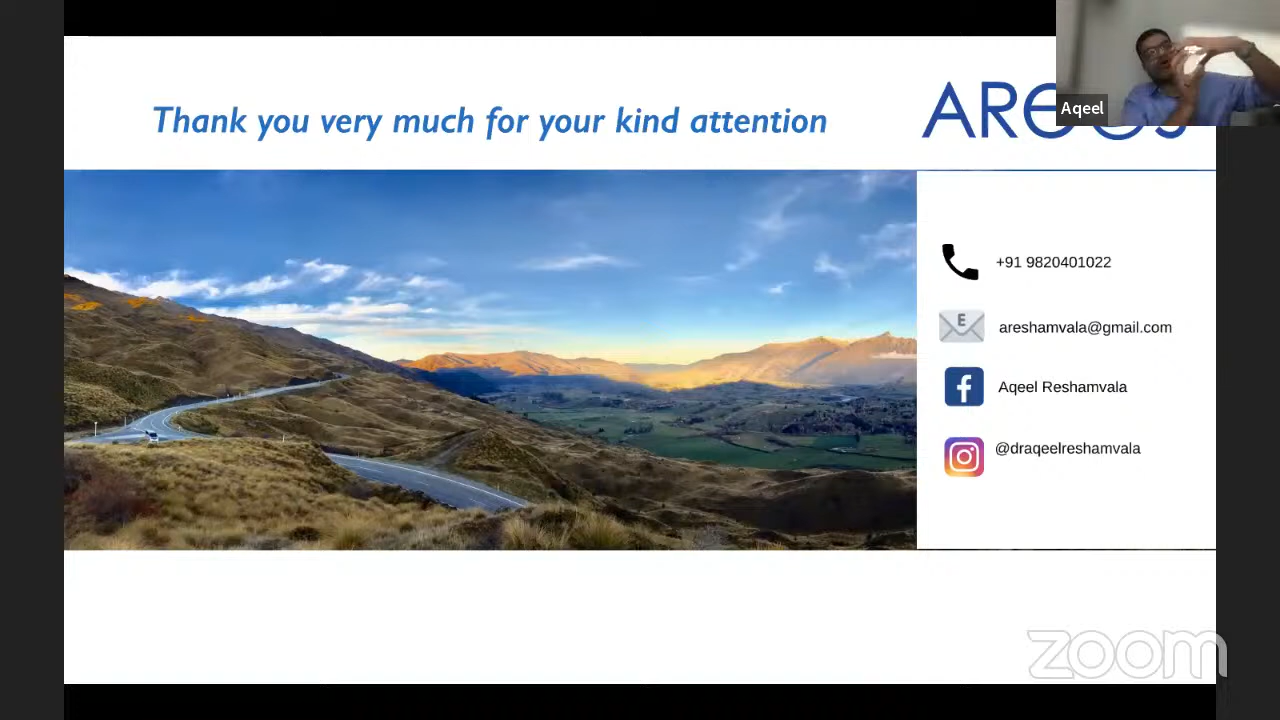 Thank you very much for your kind attention
Aqeel
+91 9820401022
E
areshamvala@gmail.com
f
Aqeel Reshamvala
@draqeelreshamvala
zoom